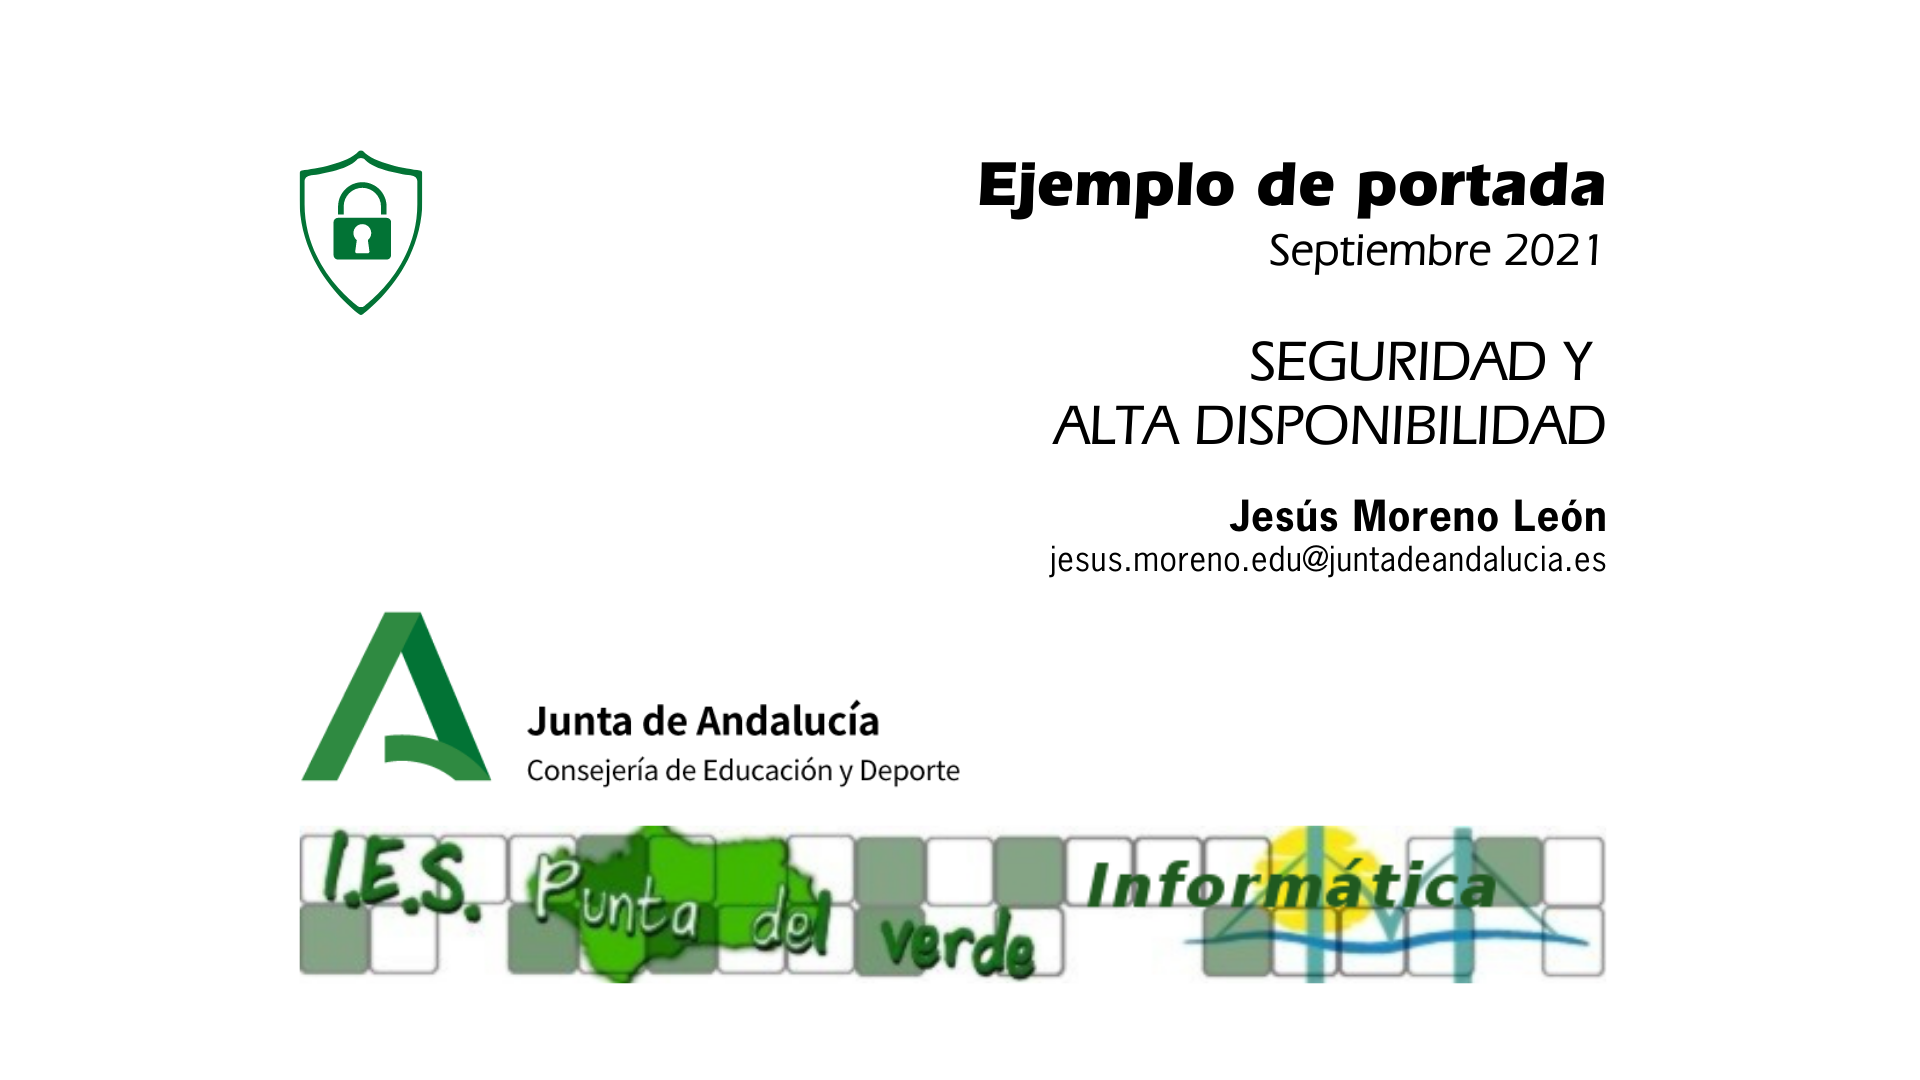 Ejemplo de portada
Septiembre 2021
SEGURIDAD Y
ALTA DISPONIBILIDAD
Jesús Moreno León
jesus.moreno.edu@juntadeandalucia.es
Junta de Andalucía
Consejería de Educación y Deporte
I.E.S. Punta del verde Informática